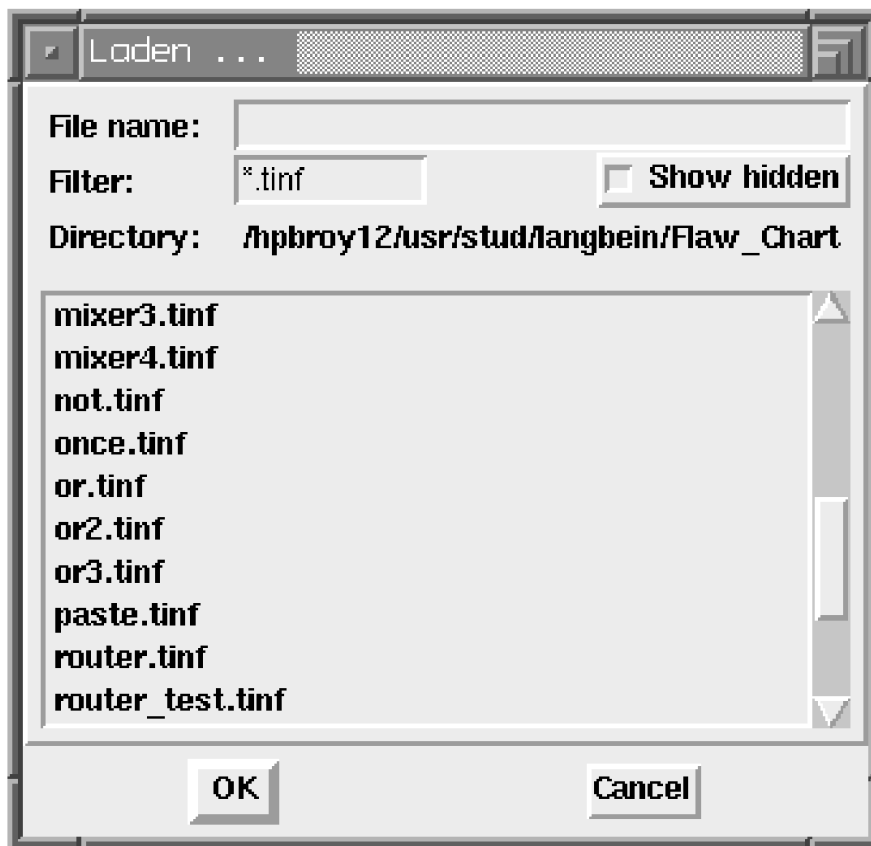 Laden ...
File name:
Filter: *.tinf Show hidden
Directory: /hpbroy12/usr/stud/langbein/Flaw_Chart
mixer3.tinf
mixer4.tinf
not.tinf
once.tinf
or.tinf
or2.tinf
or3.tinf
paste.tinf
router.tinf
router_test.tinf
OK Cancel